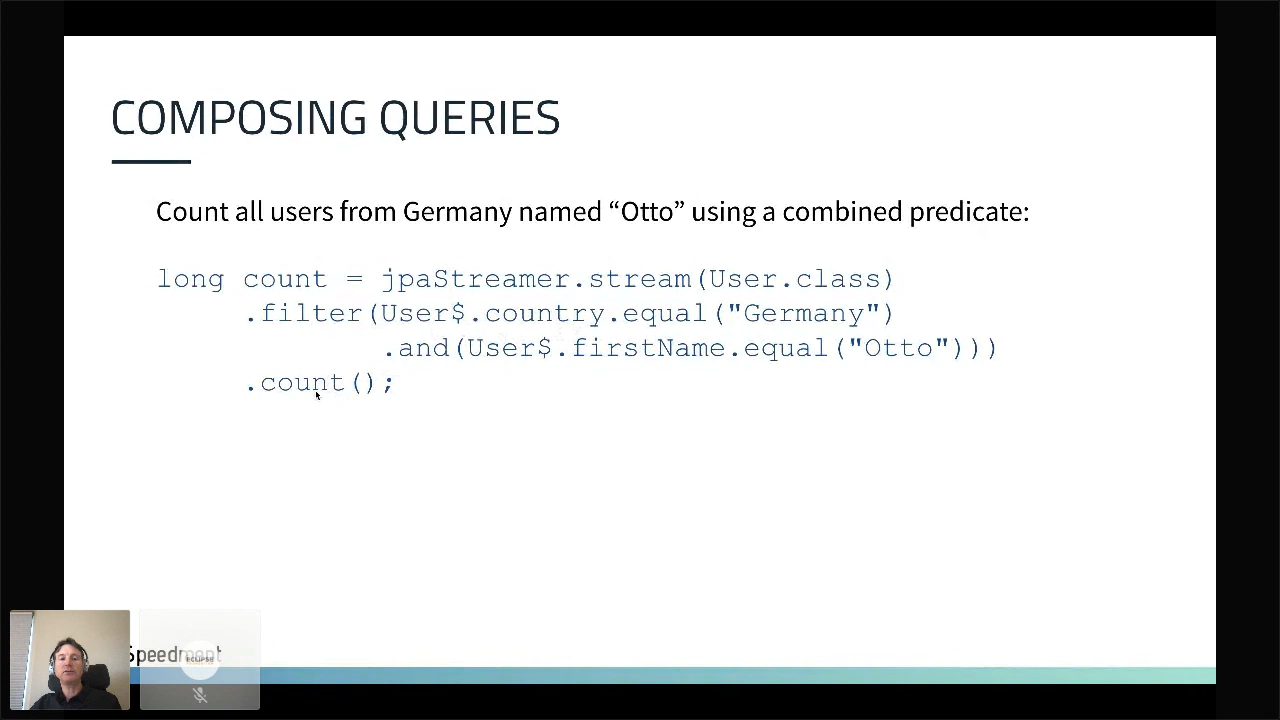 COMPOSING QUERIES
Count all users from Germany named “Otto” using a combined predicate:
long count = jpaStreamer.stream(User.class)
.filter(User$.country.equal("Germany")
.and(User$.firstName.equal("Otto")))
.count();
Speedment
ECLIPSE